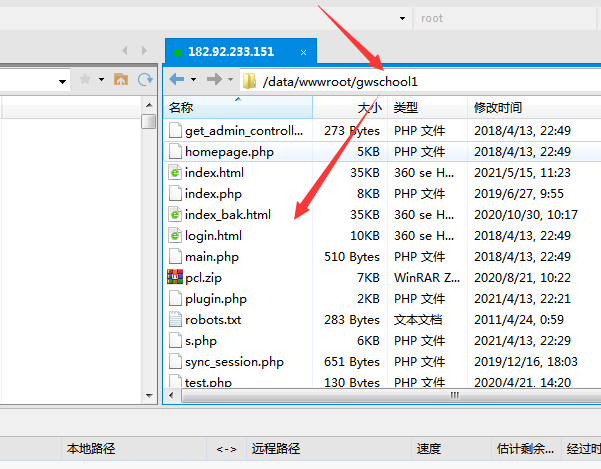 root
182.92.233.151
/data/wwwroot/gwschool1
名称 大小 类型 修改时间
get_admin_controll... 273 Bytes PHP 文件 2018/4/13, 22:49
homepage.php 5KB PHP 文件 2018/4/13, 22:49
index.html 35KB 360 se H... 2021/5/15, 11:23
index.php 8KB PHP 文件 2019/6/27, 9:55
index_bak.html 35KB 360 se H... 2020/10/30, 10:17
login.html 10KB 360 se H... 2018/4/13, 22:49
main.php 510 Bytes PHP 文件 2018/4/13, 22:49
pcl.zip 7KB WinRAR Z... 2020/8/21, 10:22
plugin.php 2KB PHP 文件 2021/4/13, 22:21
robots.txt 283 Bytes 文本文档 2011/4/24, 0:59
s.php 6KB PHP 文件 2021/4/13, 22:29
sync_session.php 651 Bytes PHP 文件 2019/12/16, 18:03
test.php 130 Bytes PHP 文件 2020/4/21, 14:20
本地路径 <-> 远程路径 速度 估计剩余... 经过时